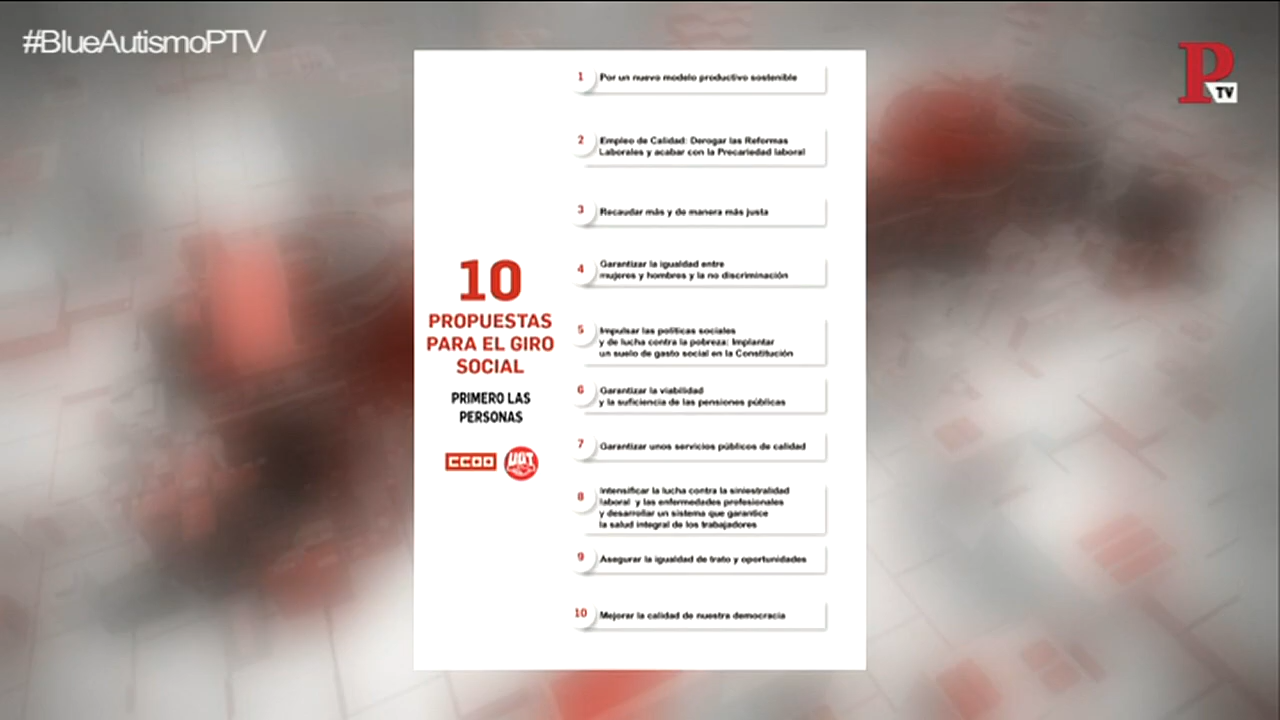 #BlueAutismoPTV
P
TV
10
PROPUESTAS
PARA EL GIRO
SOCIAL
PRIMERO LAS
PERSONAS
CCOO
UGT
1 Por un nuevo modelo productivo sostenible
2 Empleo de Calidad: Derogar las Reformas
Laborales y acabar con la Precariedad laboral
3 Recaudar más y de manera más justa
4 Garantizar la igualdad entre
mujeres y hombres y la no discriminación
5 Impulsar las políticas sociales
y de lucha contra la pobreza: Implantar
un suelo de gasto social en la Constitución
6 Garantizar la viabilidad
y la suficiencia de las pensiones públicas
7 Garantizar unos servicios públicos de calidad
8 Intensificar la lucha contra la siniestralidad
laboral y las enfermedades profesionales
y desarrollar un sistema que garantice
la salud integral de los trabajadores
9 Asegurar la igualdad de trato y oportunidades
10 Mejorar la calidad de nuestra democracia